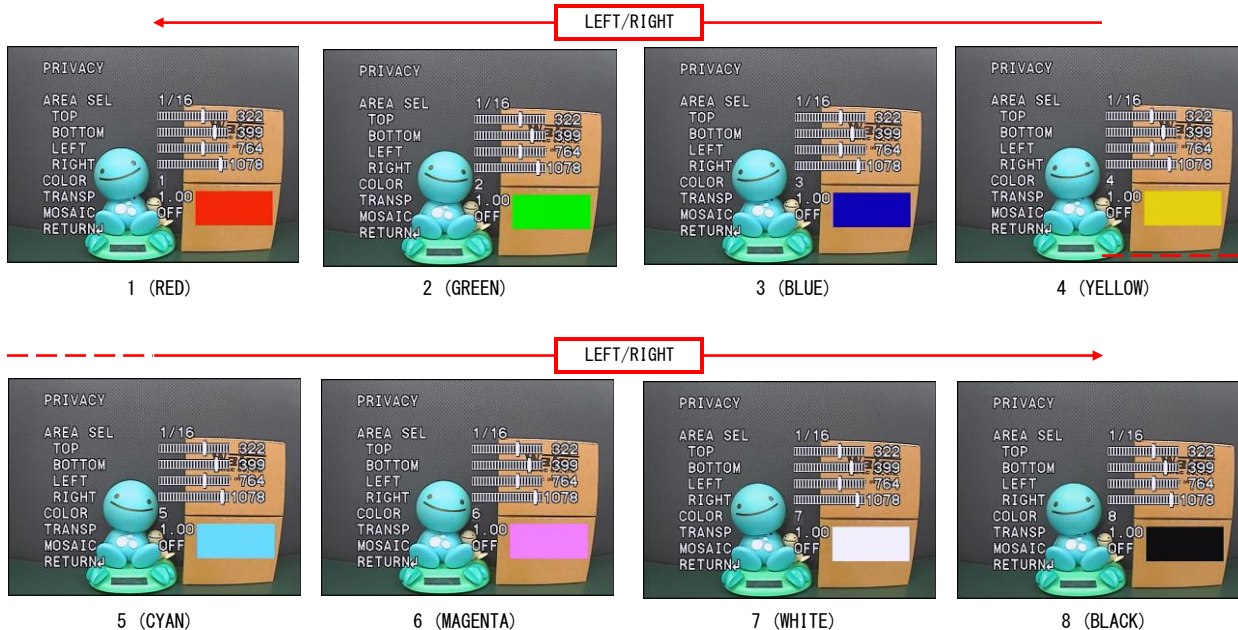 LEFT/RIGHT
PRIVACY
AREA SEL 1/16
TOP 322
BOTTOM 399
LEFT 764
RIGHT 1078
COLOR 1
TRANSP 1.00
MOSAIC OFF
RETURN↲
1 (RED)
PRIVACY
AREA SEL 1/16
TOP 322
BOTTOM 399
LEFT 764
RIGHT 1078
COLOR 2
TRANSP 1.00
MOSAIC OFF
RETURN↲
2 (GREEN)
PRIVACY
AREA SEL 1/16
TOP 322
BOTTOM 399
LEFT 764
RIGHT 1078
COLOR 3
TRANSP 1.00
MOSAIC OFF
RETURN↲
3 (BLUE)
PRIVACY
AREA SEL 1/16
TOP 322
BOTTOM 399
LEFT 764
RIGHT 1078
COLOR 4
TRANSP 1.00
MOSAIC OFF
RETURN↲
4 (YELLOW)
LEFT/RIGHT
PRIVACY
AREA SEL 1/16
TOP 322
BOTTOM 399
LEFT 764
RIGHT 1078
COLOR 5
TRANSP 1.00
MOSAIC OFF
RETURN↲
5 (CYAN)
PRIVACY
AREA SEL 1/16
TOP 322
BOTTOM 399
LEFT 764
RIGHT 1078
COLOR 6
TRANSP 1.00
MOSAIC OFF
RETURN↲
6 (MAGENTA)
PRIVACY
AREA SEL 1/16
TOP 322
BOTTOM 399
LEFT 764
RIGHT 1078
COLOR 7
TRANSP 1.00
MOSAIC OFF
RETURN↲
7 (WHITE)
PRIVACY
AREA SEL 1/16
TOP 322
BOTTOM 399
LEFT 764
RIGHT 1078
COLOR 8
TRANSP 1.00
MOSAIC OFF
RETURN↲
8 (BLACK)